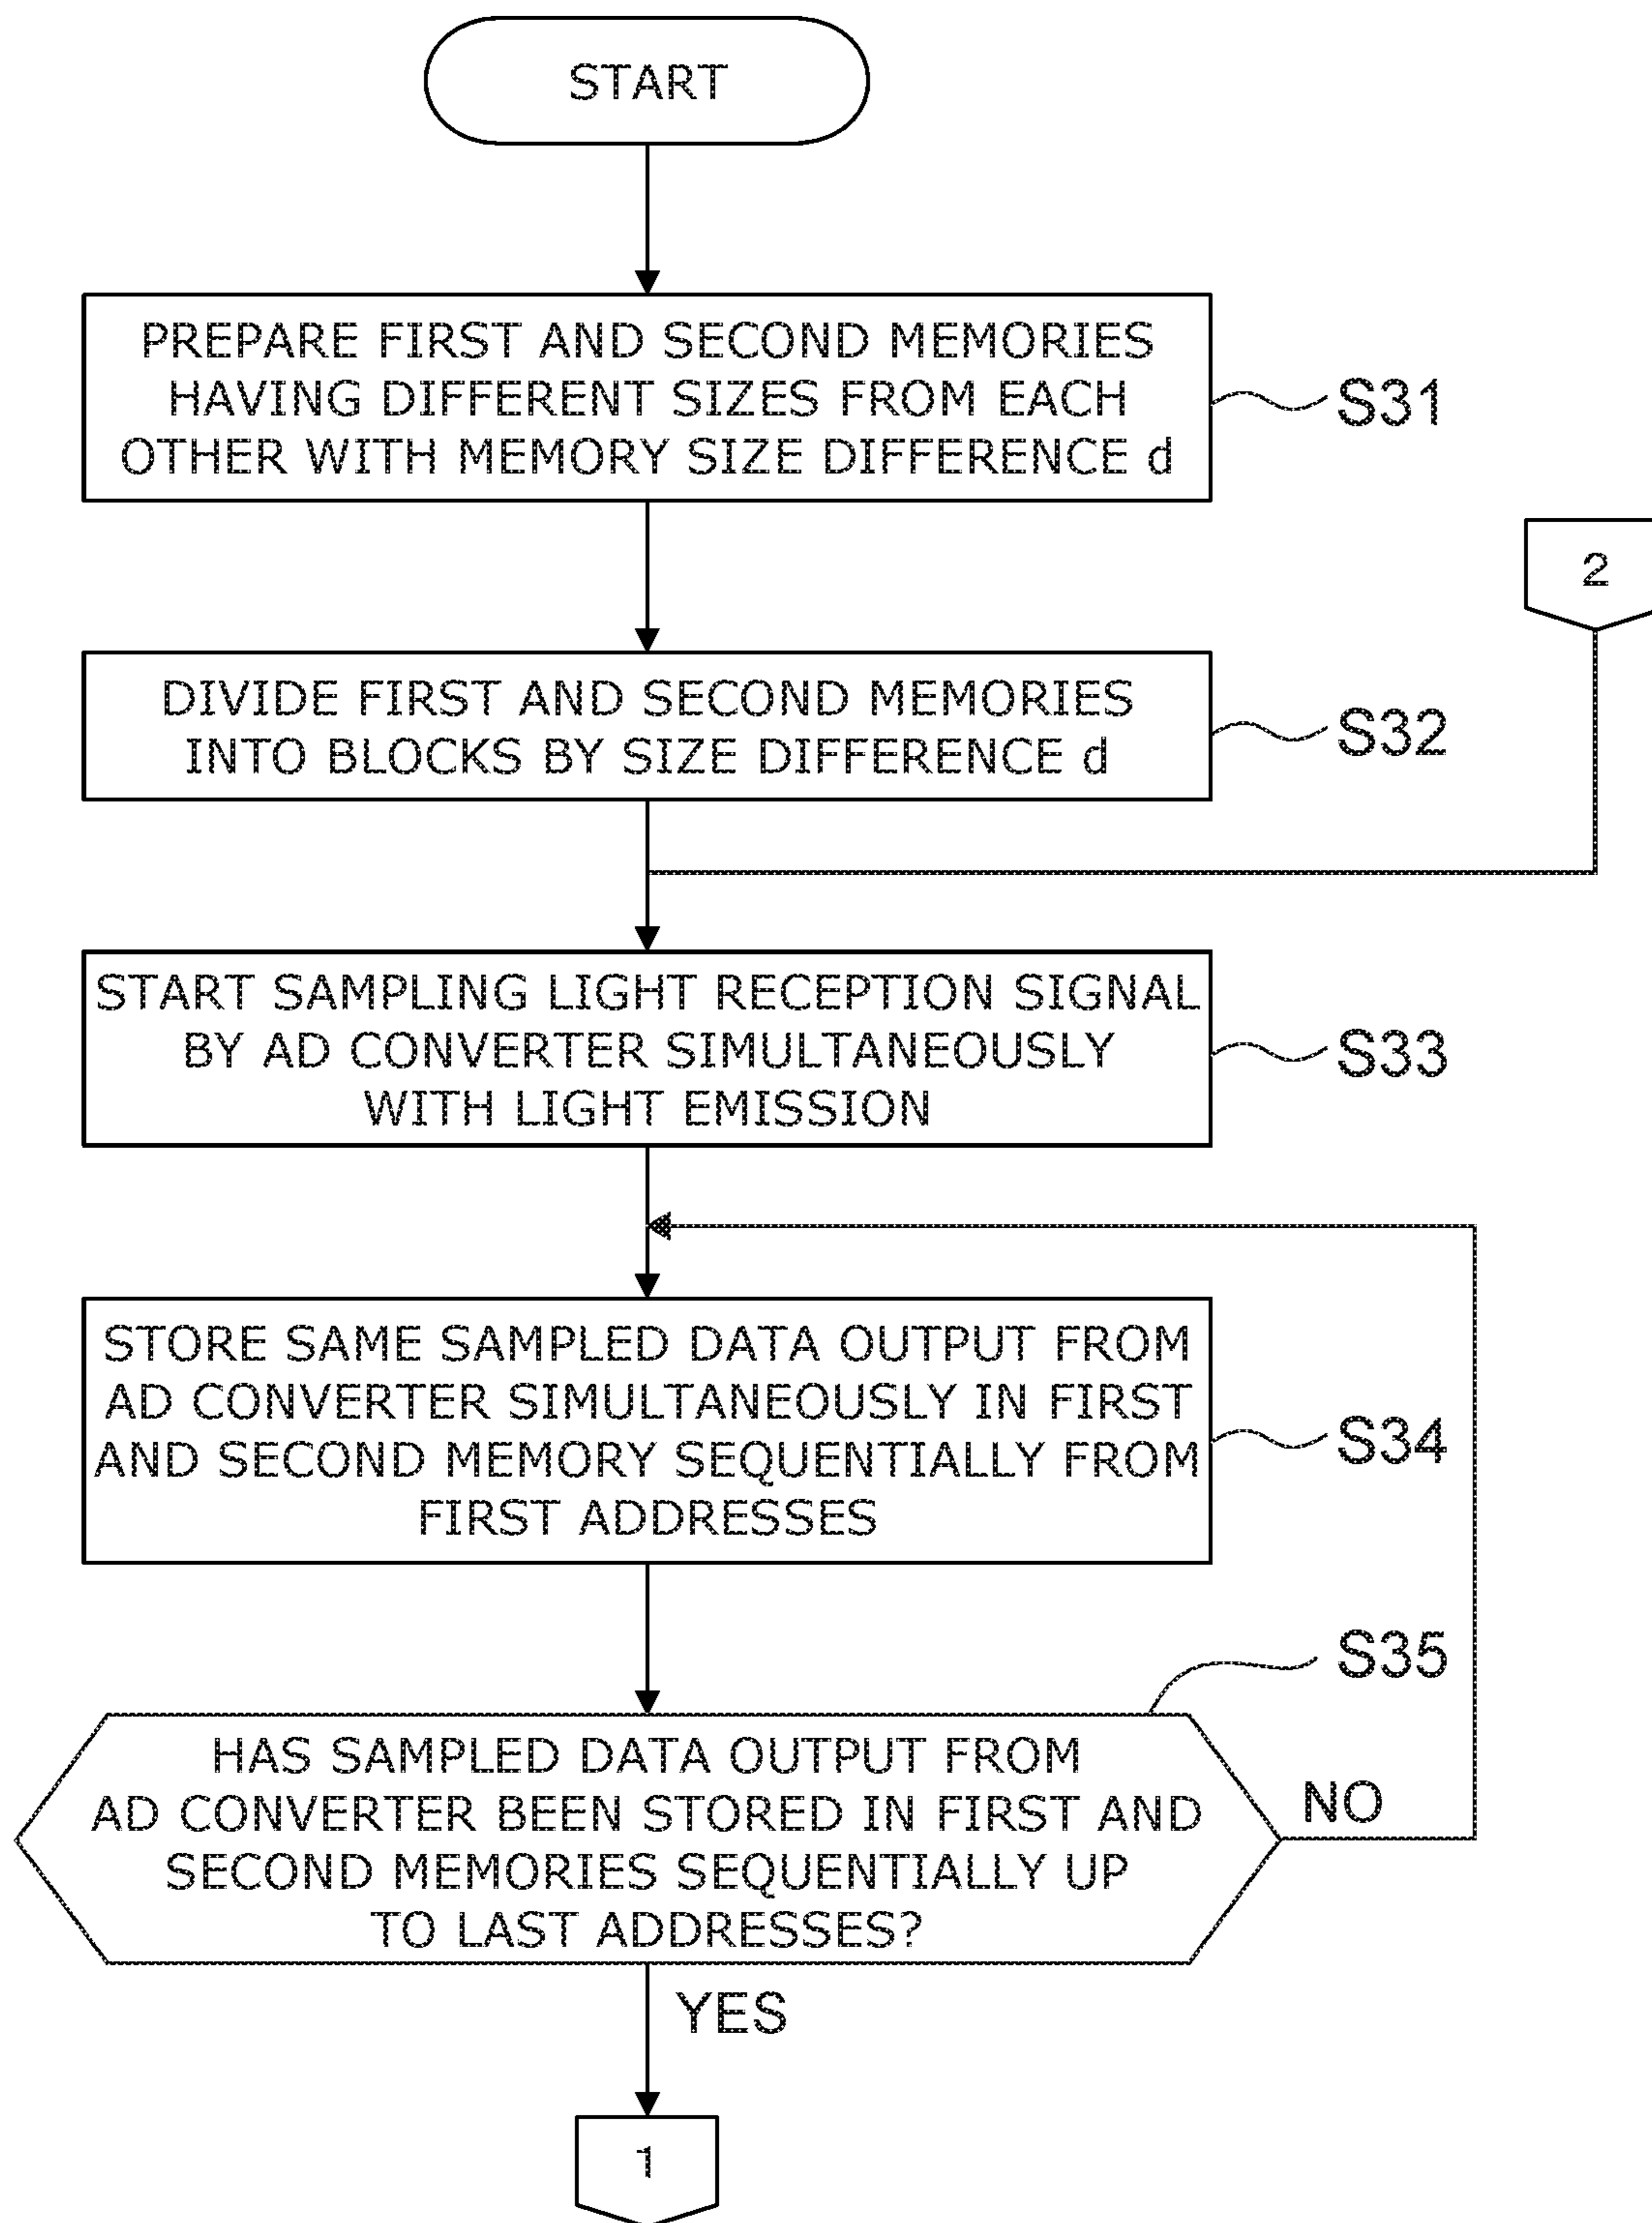 START
PREPARE FIRST AND SECOND MEMORIES
HAVING DIFFERENT SIZES FROM EACH
OTHER WITH MEMORY SIZE DIFFERENCE d
S31
2
DIVIDE FIRST AND SECOND MEMORIES
INTO BLOCKS BY SIZE DIFFERENCE d
S32
START SAMPLING LIGHT RECEPTION SIGNAL
BY AD CONVERTER SIMULTANEOUSLY
WITH LIGHT EMISSION
S33
STORE SAME SAMPLED DATA OUTPUT FROM
AD CONVERTER SIMULTANEOUSLY IN FIRST
AND SECOND MEMORY SEQUENTIALLY FROM
FIRST ADDRESSES
S34
S35
HAS SAMPLED DATA OUTPUT FROM
AD CONVERTER BEEN STORED IN FIRST AND
SECOND MEMORIES SEQUENTIALLY UP
TO LAST ADDRESSES?
NO
YES
1